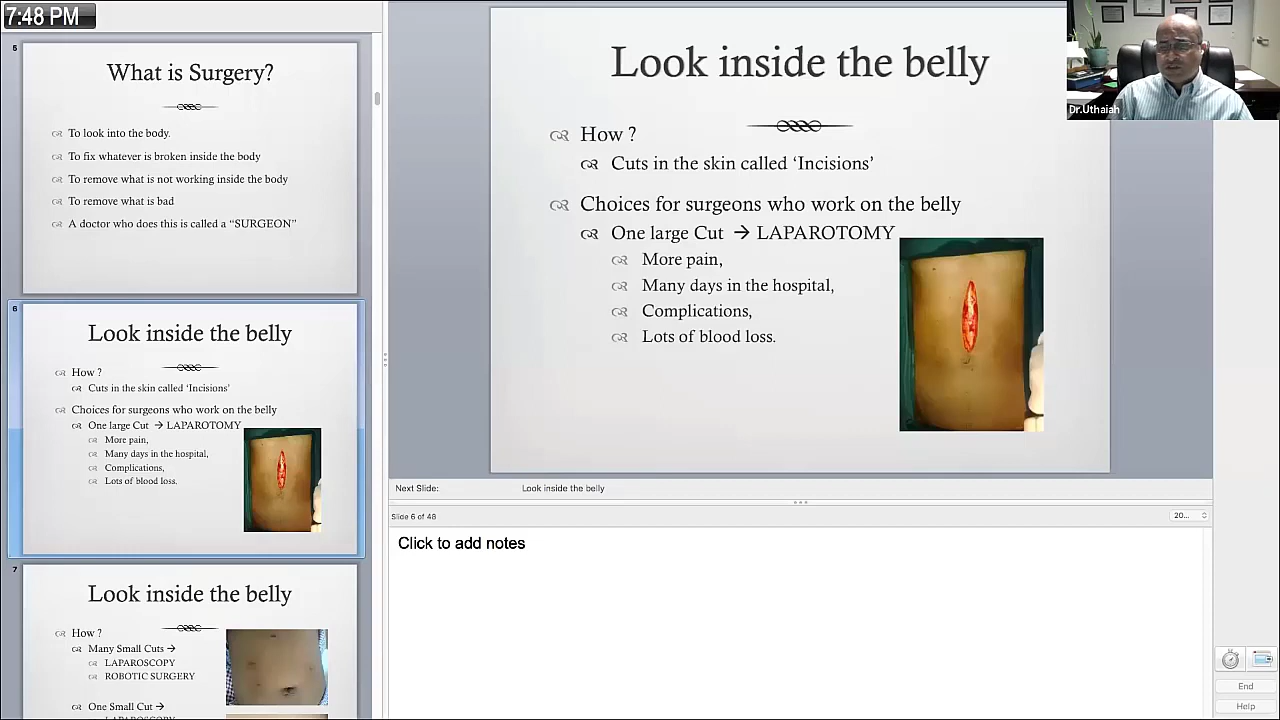 7:48 PM
5
What is Surgery?
To look into the body.
To fix whatever is broken inside the body
To remove what is not working inside the body
To remove what is bad
A doctor who does this is called a “SURGEON”
6
Look inside the belly
How ?
Cuts in the skin called ‘Incisions’
Choices for surgeons who work on the belly
One large Cut → LAPAROTOMY
More pain,
Many days in the hospital,
Complications,
Lots of blood loss.
7
Look inside the belly
How ?
Many Small Cuts →
LAPAROSCOPY
ROBOTIC SURGERY
One Small Cut →
Look inside the belly
How ?
Cuts in the skin called ‘Incisions’
Choices for surgeons who work on the belly
One large Cut → LAPAROTOMY
More pain,
Many days in the hospital,
Complications,
Lots of blood loss.
Dr.Uthaiah
Next Slide:
Look inside the belly
Slide 6 of 48
20...
Click to add notes
End
Help